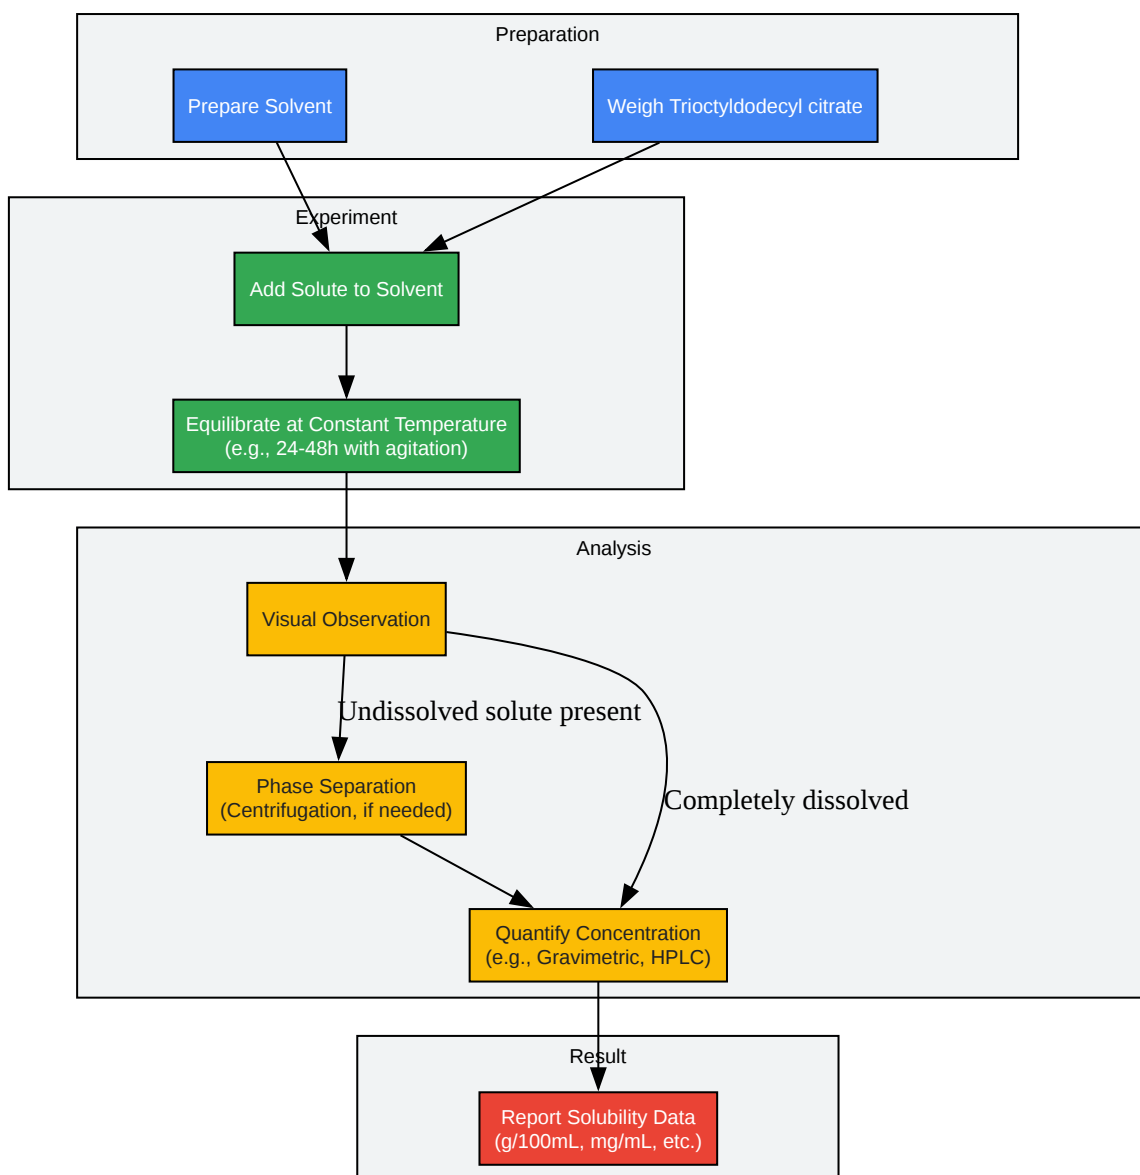 Preparation
Prepare Solvent
Weigh Trioctyldodecyl citrate
Experiment
Add Solute to Solvent
Equilibrate at Constant Temperature
(e.g., 24-48h with agitation)
Analysis
Visual Observation
Undissolved solute present
Phase Separation
(Centrifugation, if needed)
Completely dissolved
Quantify Concentration
(e.g., Gravimetric, HPLC)
Result
Report Solubility Data
(g/100mL, mg/mL, etc.)